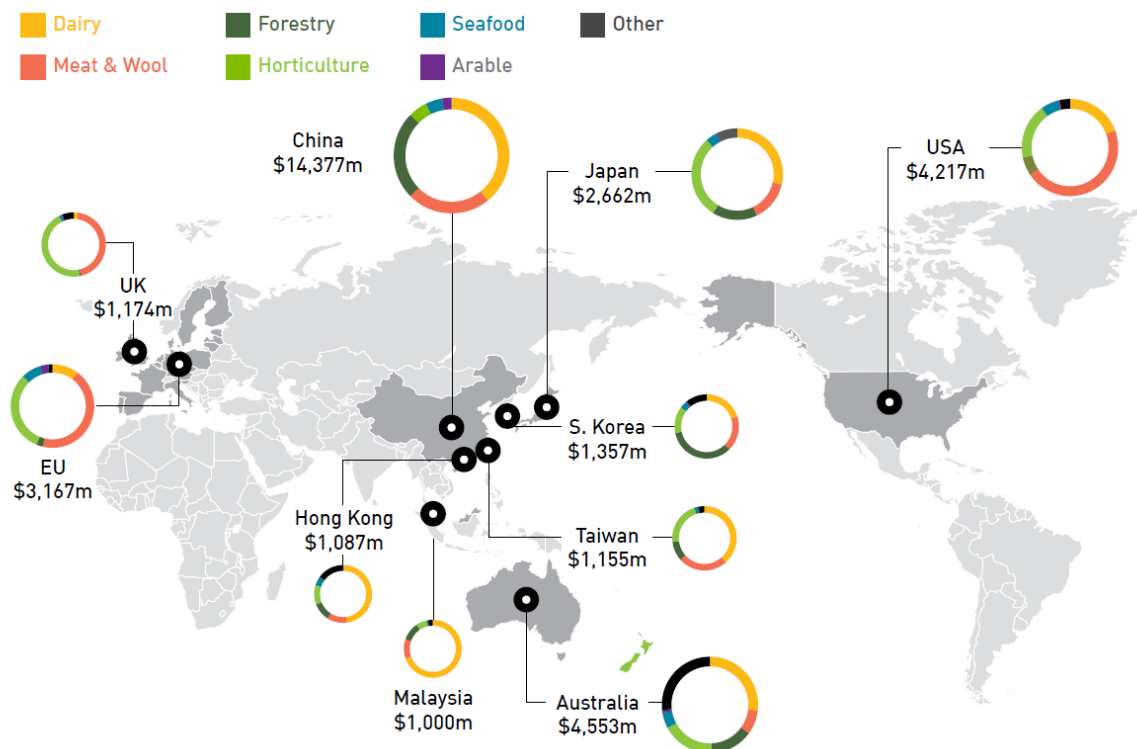 Dairy
Forestry
Seafood
Other
Meat & Wool
Horticulture
Arable
China
$14,377m
Japan
$2,662m
USA
$4,217m
UK
$1,174m
EU
$3,167m
S. Korea
$1,357m
Hong Kong
$1,087m
Taiwan
$1,155m
Malaysia
$1,000m
Australia
$4,553m